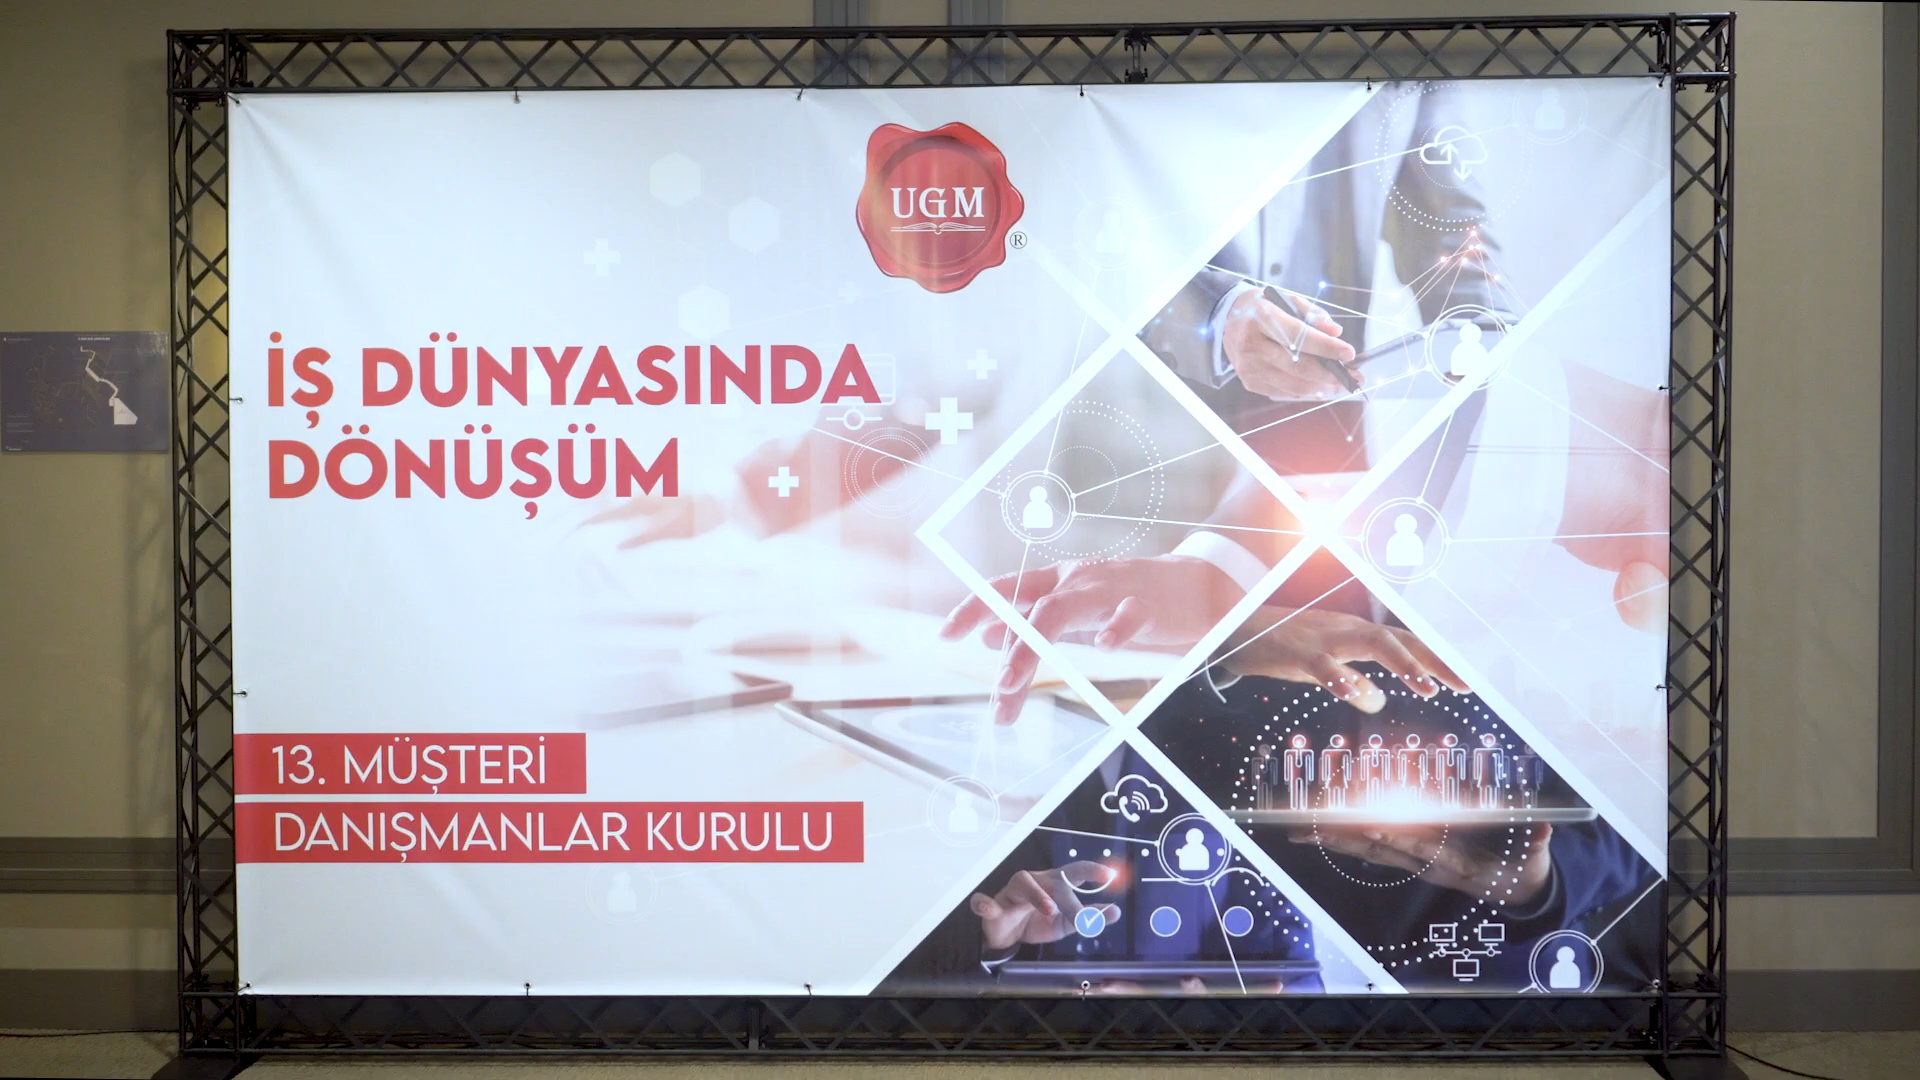 UGM
®
İŞ DÜNYASINDA
DÖNÜŞÜM
13. MÜŞTERİ
DANIŞMANLAR KURULU